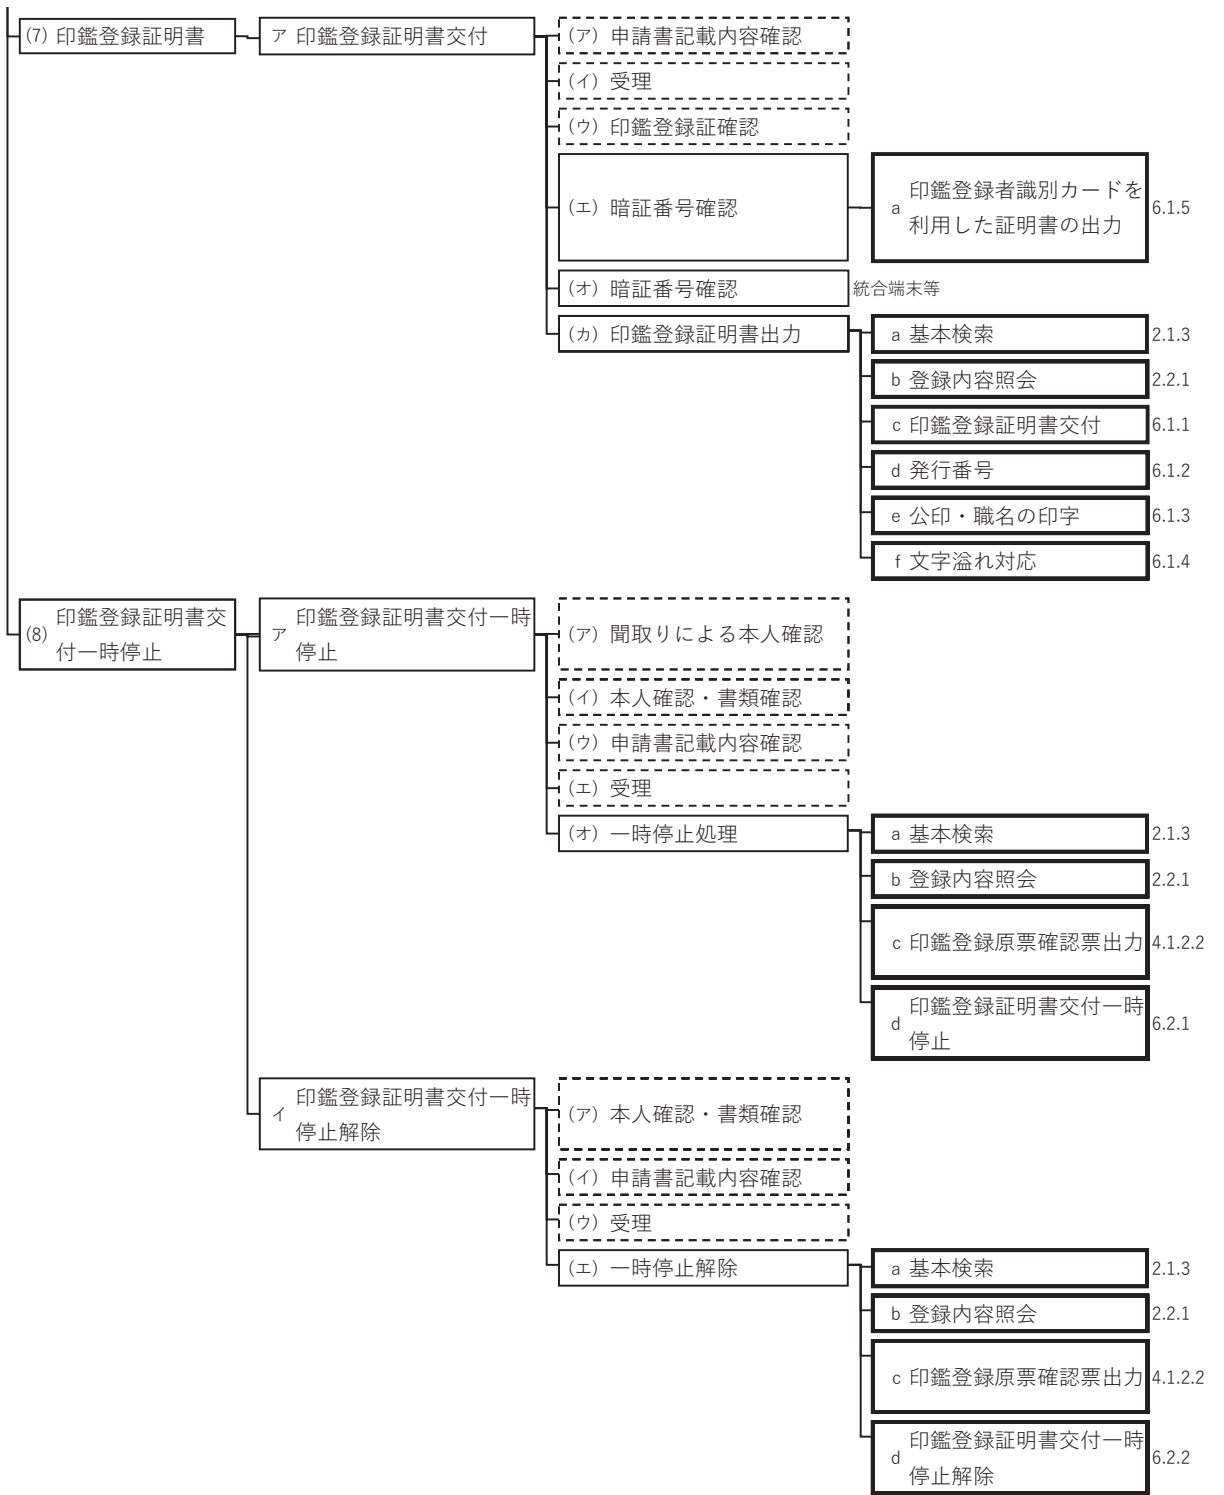 (7) 印鑑登録証明書
ア 印鑑登録証明書交付
(ア) 申請書記載内容確認
(イ) 受理
(ウ) 印鑑登録証確認
(エ) 暗証番号確認
a 印鑑登録者識別カードを
利用した証明書の出力
6.1.5
(オ) 暗証番号確認
統合端末等
(カ) 印鑑登録証明書出力
a 基本検索
2.1.3
b 登録内容照会
2.2.1
c 印鑑登録証明書交付
6.1.1
d 発行番号
6.1.2
e 公印・職名の印字
6.1.3
f 文字溢れ対応
6.1.4
(8) 印鑑登録証明書交
付一時停止
ア 印鑑登録証明書交付一時
停止
(ア) 聞取りによる本人確認
(イ) 本人確認・書類確認
(ウ) 申請書記載内容確認
(エ) 受理
(オ) 一時停止処理
a 基本検索
2.1.3
b 登録内容照会
2.2.1
c 印鑑登録原票確認票出力
4.1.2.2
d 印鑑登録証明書交付一時
停止
6.2.1
イ 印鑑登録証明書交付一時
停止解除
(ア) 本人確認・書類確認
(イ) 申請書記載内容確認
(ウ) 受理
(エ) 一時停止解除
a 基本検索
2.1.3
b 登録内容照会
2.2.1
c 印鑑登録原票確認票出力
4.1.2.2
d 印鑑登録証明書交付一時
停止解除
6.2.2